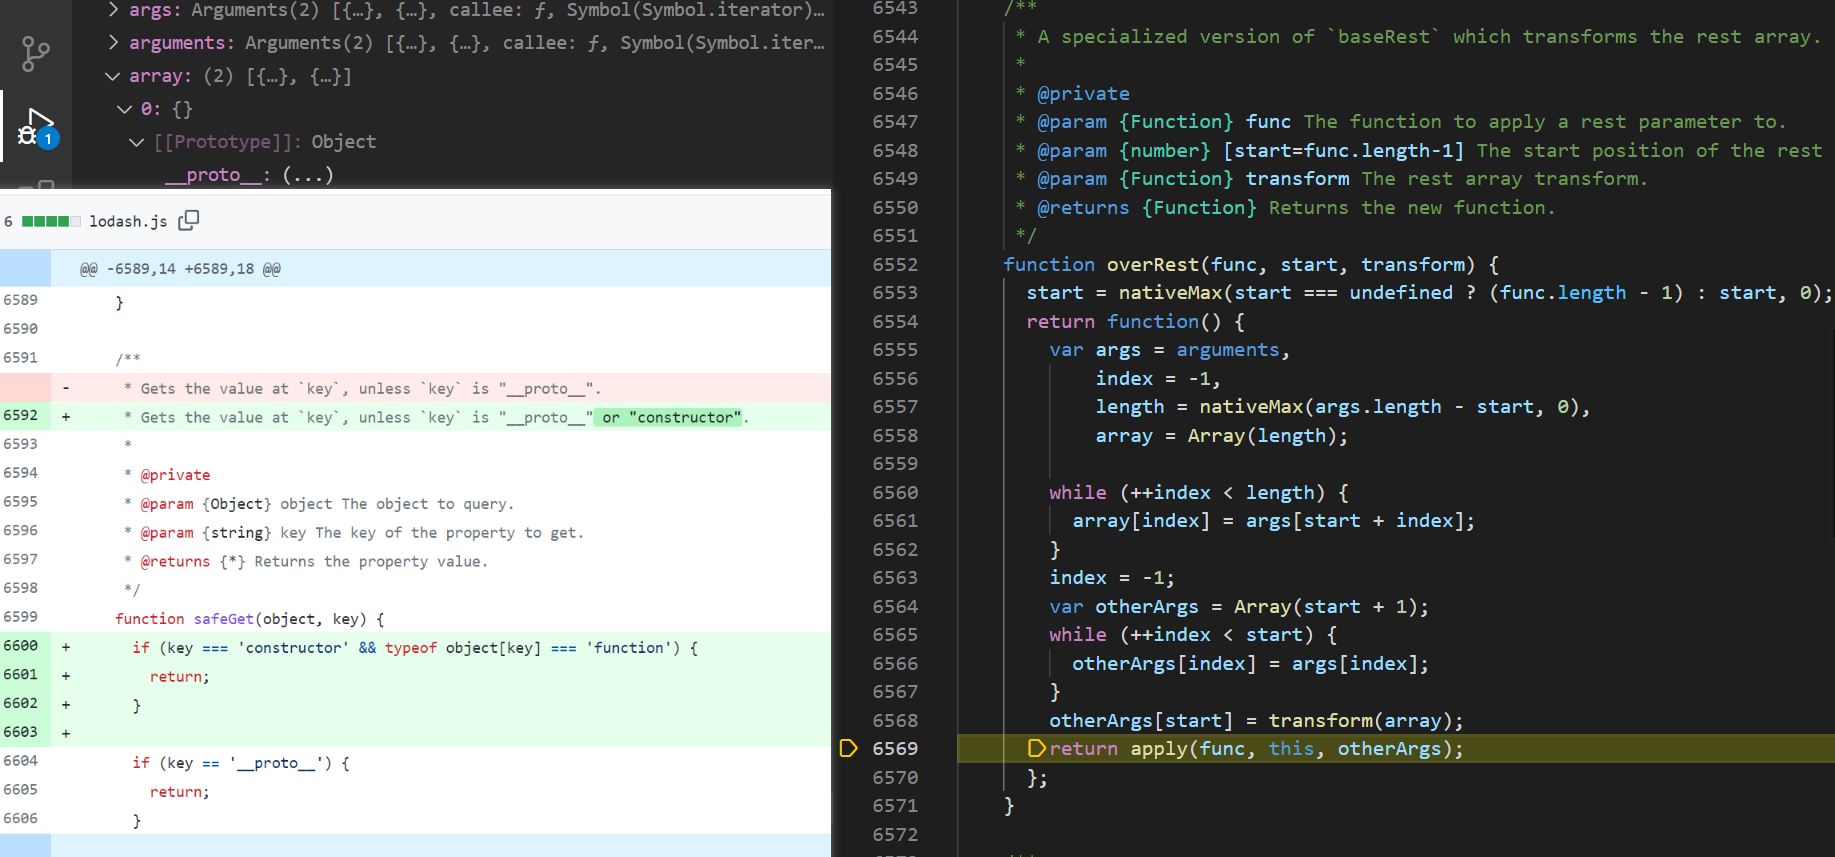 args: Arguments(2) [{…}, {…}, callee: ƒ, Symbol(Symbol.iterator)…
arguments: Arguments(2) [{…}, {…}, callee: ƒ, Symbol(Symbol.iter…
array: (2) [{…}, {…}]
0: {}
[[Prototype]]: Object
__proto__: (...)
1
6 lodash.js
@@ -6589,14 +6589,18 @@
6589 }
6590
6591 /**
- * Gets the value at `key`, unless `key` is "__proto__".
6592 + * Gets the value at `key`, unless `key` is "__proto__" or "constructor".
6593 *
6594 * @private
6595 * @param {Object} object The object to query.
6596 * @param {string} key The key of the property to get.
6597 * @returns {*} Returns the property value.
6598 */
6599 function safeGet(object, key) {
6600 + if (key === 'constructor' && typeof object[key] === 'function') {
6601 + return;
6602 + }
6603 +
6604 if (key == '__proto__') {
6605 return;
6606 }
6543 /**
6544 * A specialized version of `baseRest` which transforms the rest array.
6545 *
6546 * @private
6547 * @param {Function} func The function to apply a rest parameter to.
6548 * @param {number} [start=func.length-1] The start position of the rest
6549 * @param {Function} transform The rest array transform.
6550 * @returns {Function} Returns the new function.
6551 */
6552 function overRest(func, start, transform) {
6553 start = nativeMax(start === undefined ? (func.length - 1) : start, 0);
6554 return function() {
6555 var args = arguments,
6556 index = -1,
6557 length = nativeMax(args.length - start, 0),
6558 array = Array(length);
6559
6560 while (++index < length) {
6561 array[index] = args[start + index];
6562 }
6563 index = -1;
6564 var otherArgs = Array(start + 1);
6565 while (++index < start) {
6566 otherArgs[index] = args[index];
6567 }
6568 otherArgs[start] = transform(array);
6569 return apply(func, this, otherArgs);
6570 };
6571 }
6572